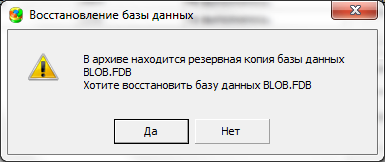 Восстановление базы данных
В архиве находится резервная копия базы данных
BLOB.FDB
Хотите восстановить базу данных BLOB.FDB
Да
Нет